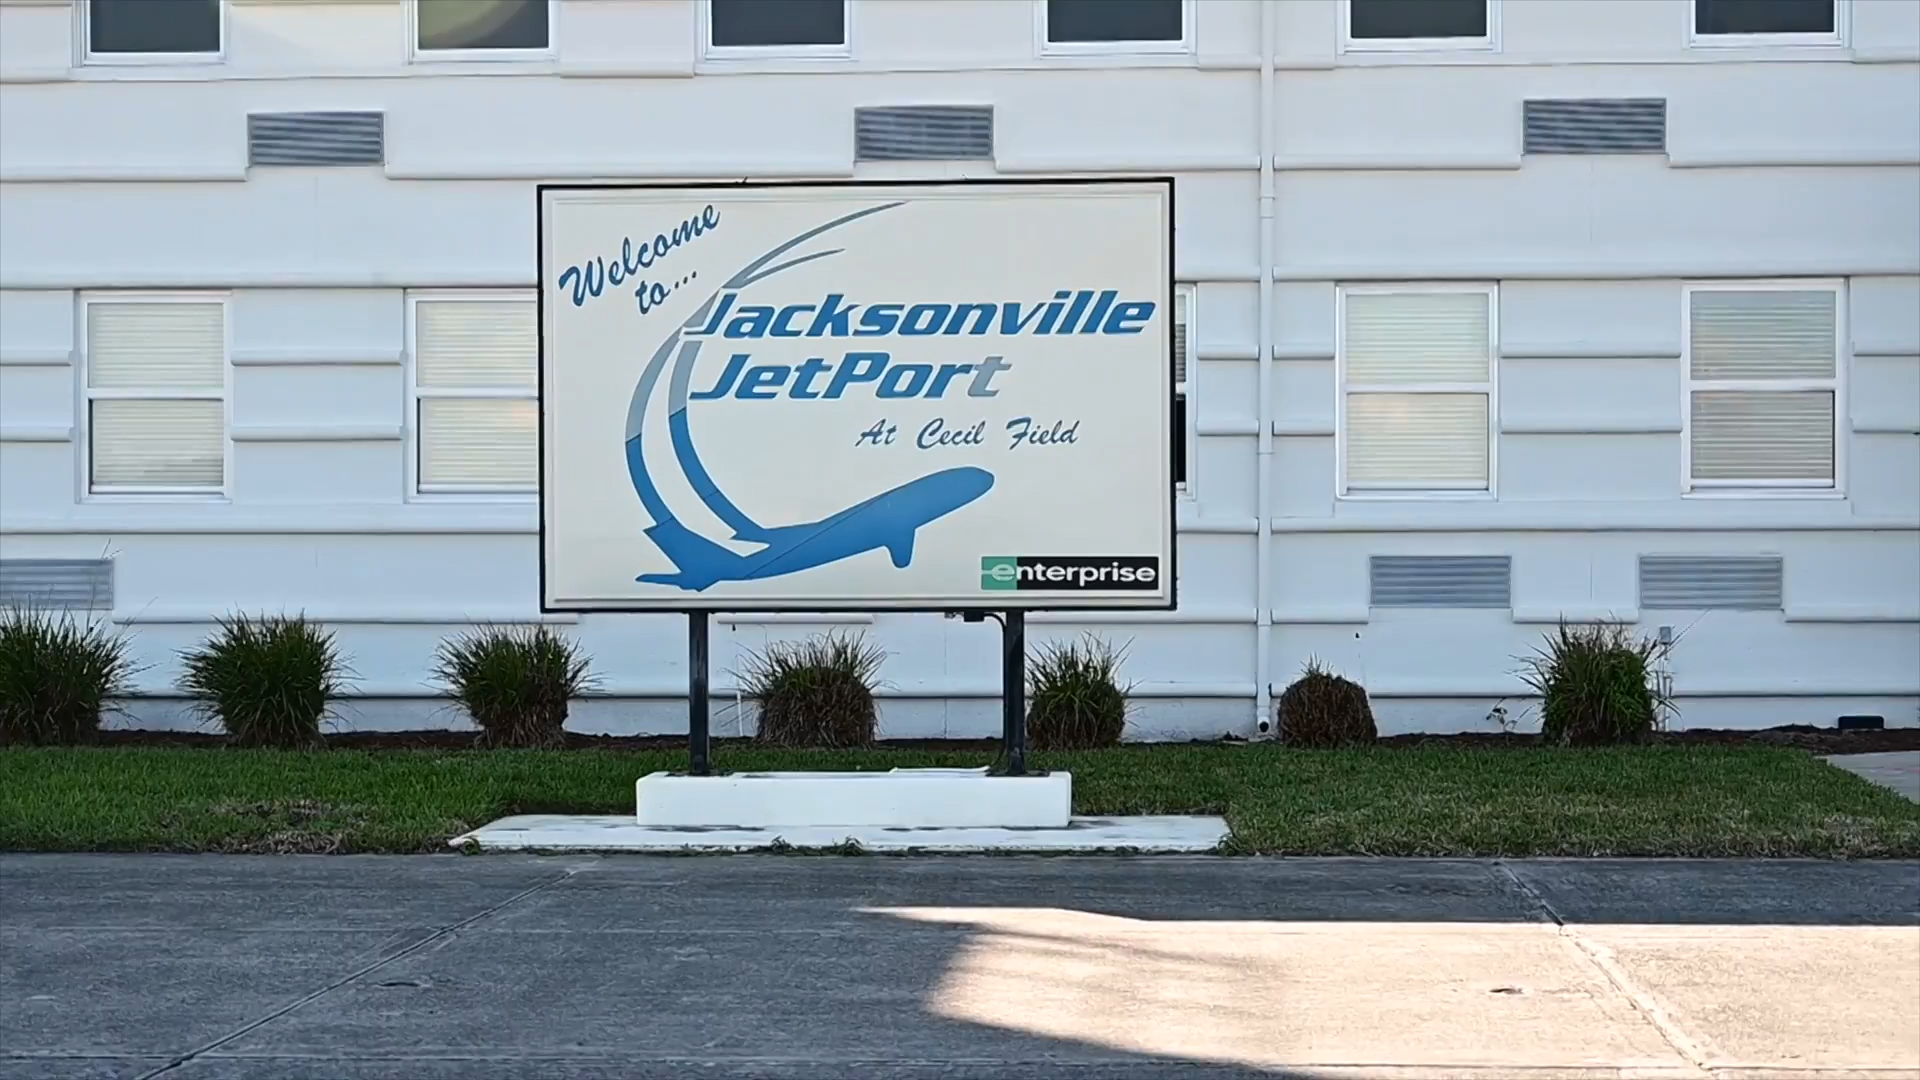 Welcome
to...
Jacksonville
JetPort
At Cecil Field
enterprise